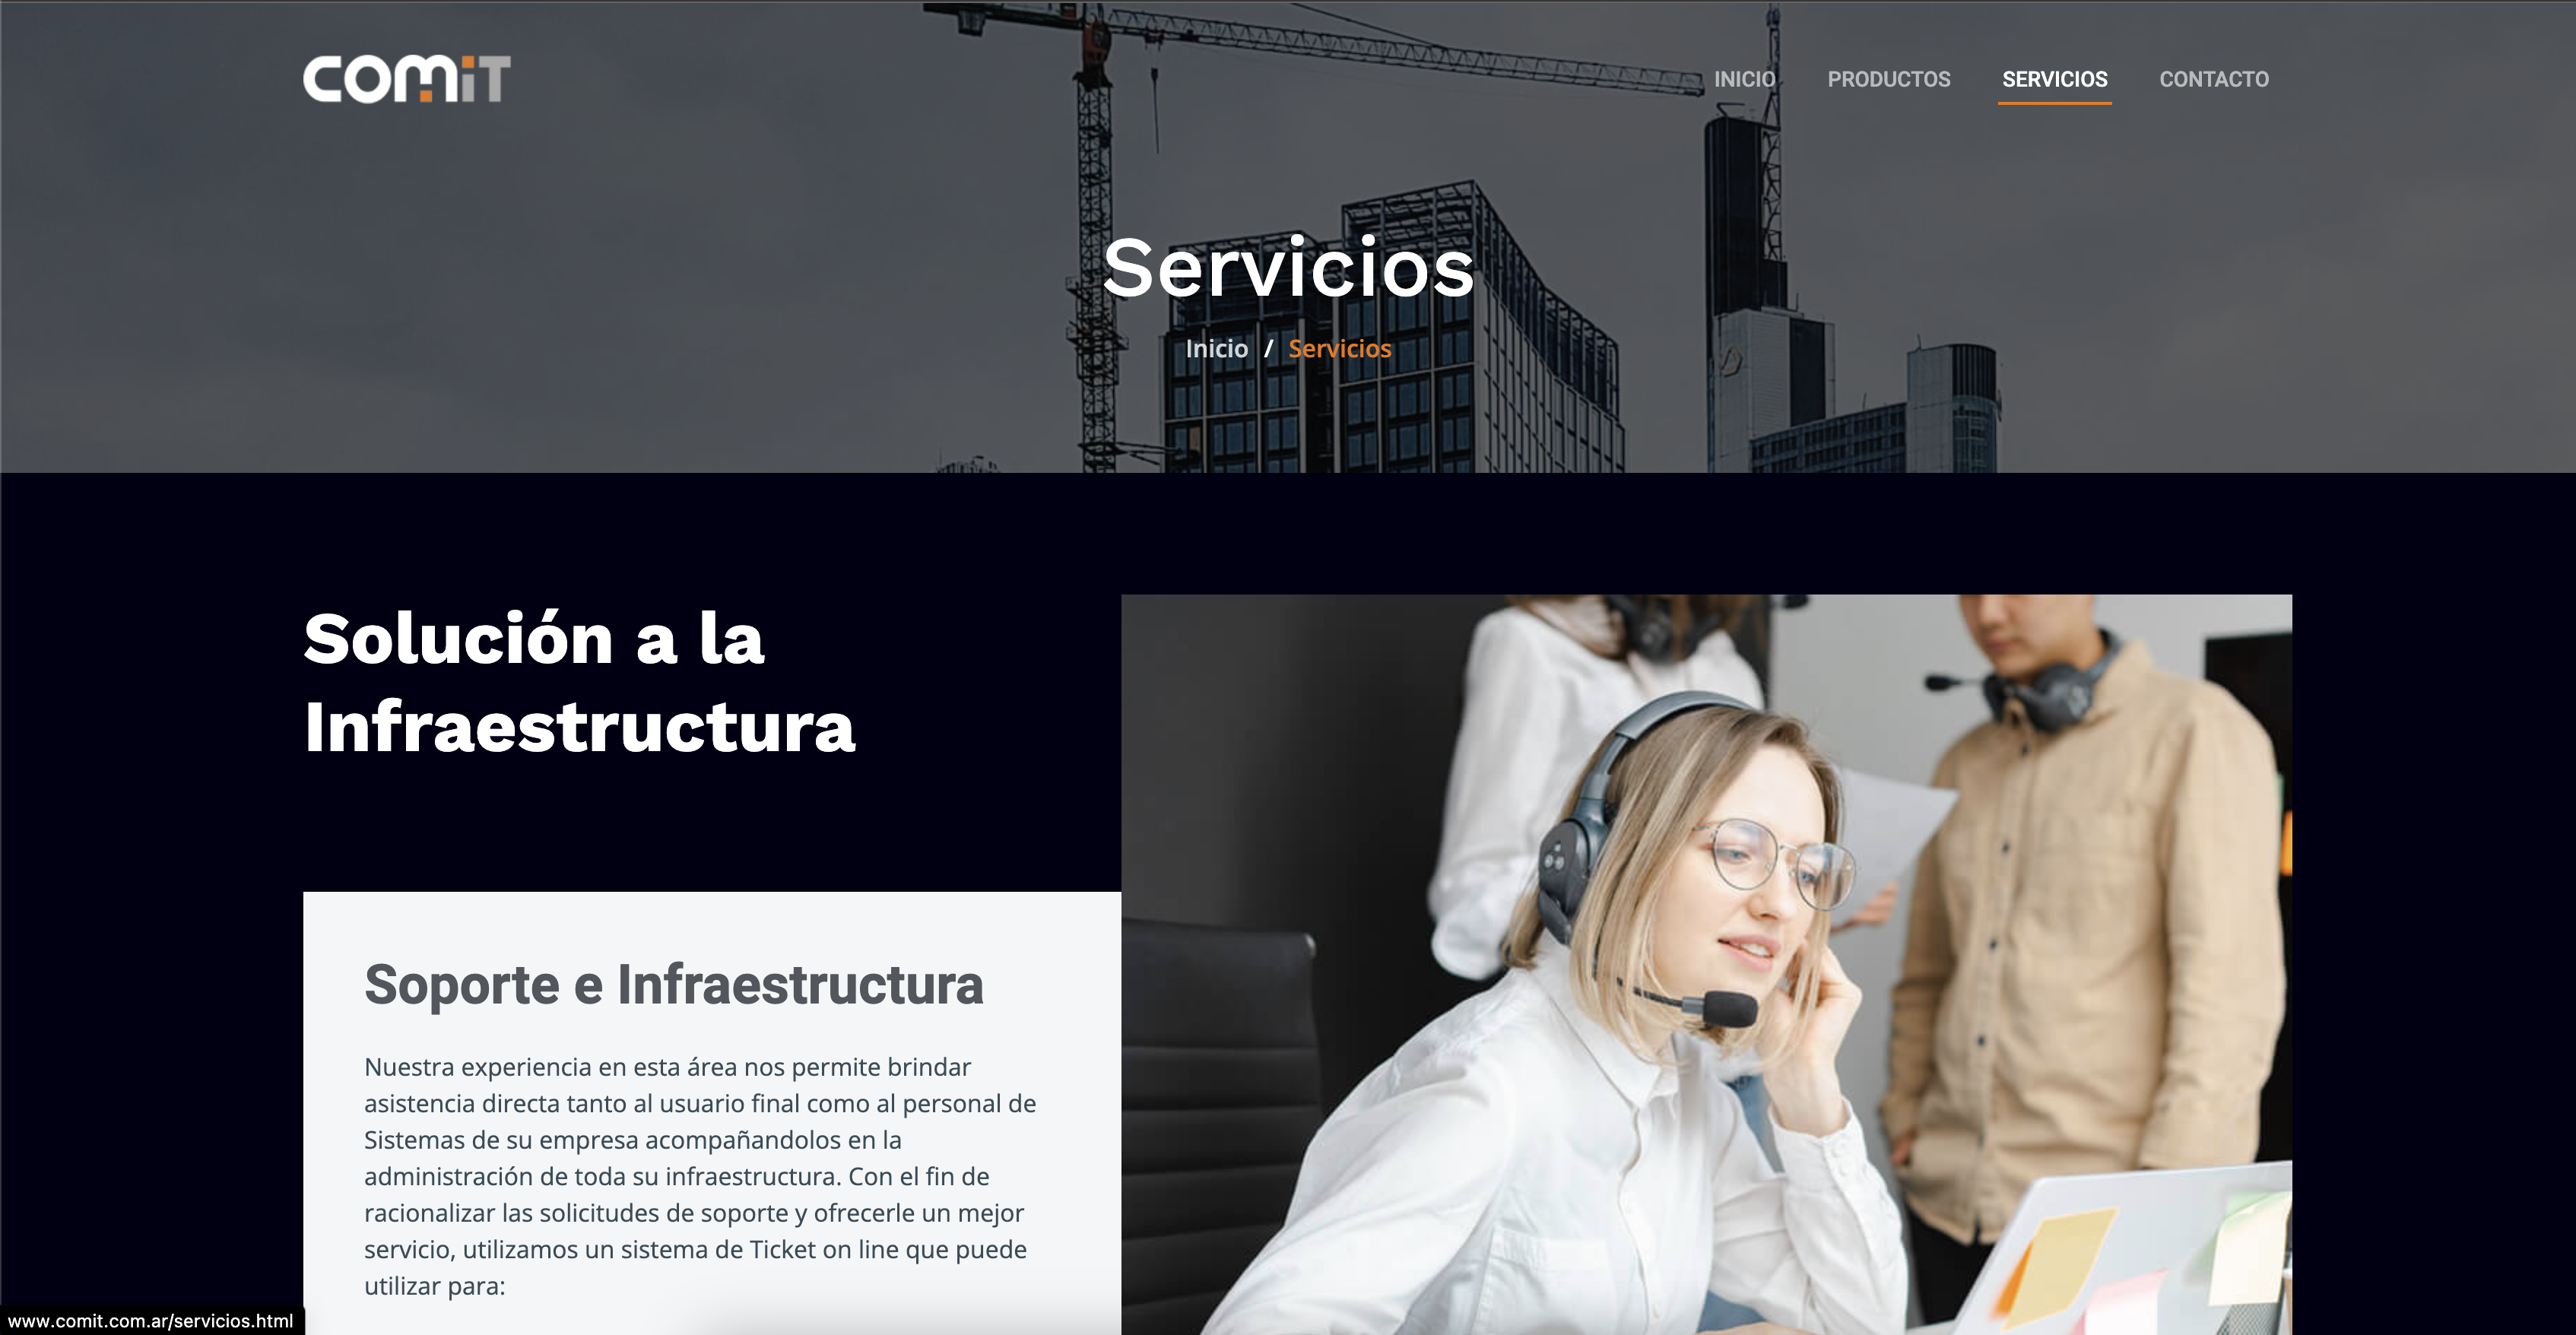 COMiT
INICIO PRODUCTOS SERVICIOS CONTACTO
Servicios
Inicio / Servicios
Solución a la
Infraestructura
Soporte e Infraestructura
Nuestra experiencia en esta área nos permite brindar
asistencia directa tanto al usuario final como al personal de
Sistemas de su empresa acompañandolos en la
administración de toda su infraestructura. Con el fin de
racionalizar las solicitudes de soporte y ofrecerle un mejor
servicio, utilizamos un sistema de Ticket on line que puede
utilizar para:
www.comit.com.ar/servicios.html